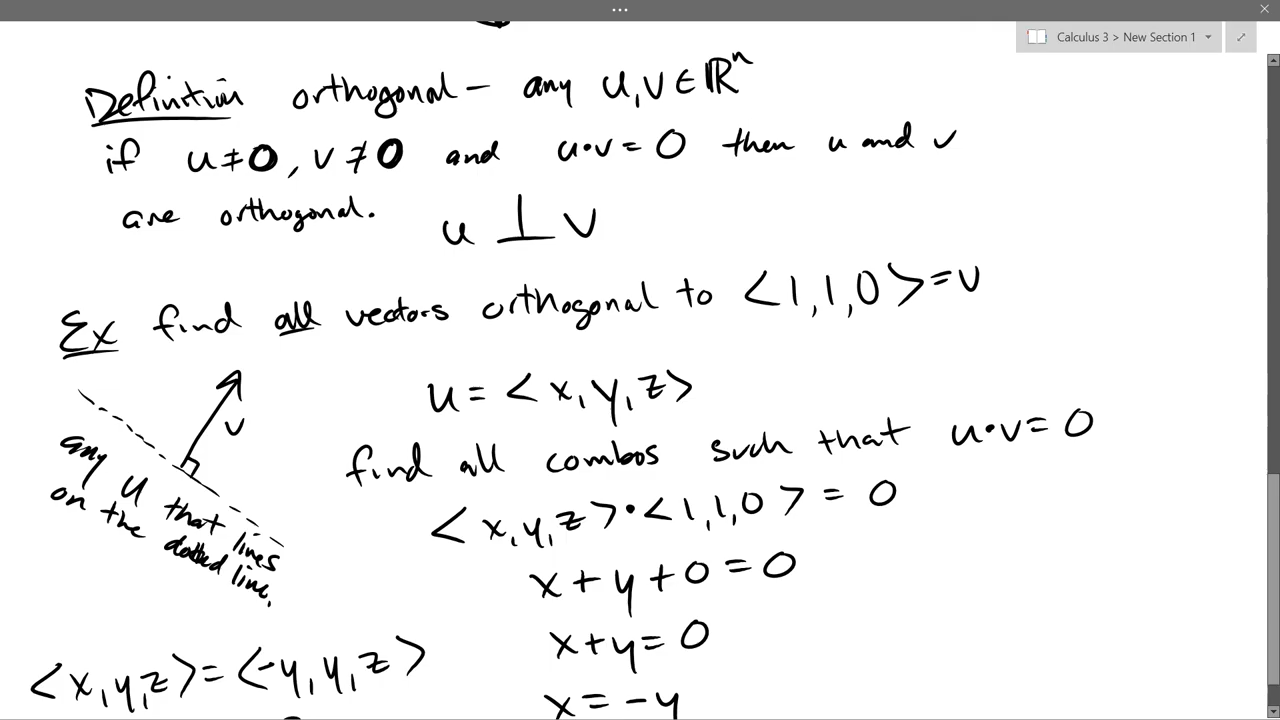 Calculus 3 > New Section 1
Definition orthogonal - any u, v ∈ ℝⁿ
if u ≠ 0, v ≠ 0 and u•v = 0 then u and v
are orthogonal. u ⊥ v
Ex find all vectors orthogonal to <1, 1, 0> = v
v
any u that lines
on the dotted line.
u = <x, y, z>
find all combos such that u•v = 0
<x, y, z>•<1, 1, 0> = 0
x + y + 0 = 0
x + y = 0
x = -y
<x, y, z> = <-y, y, z>